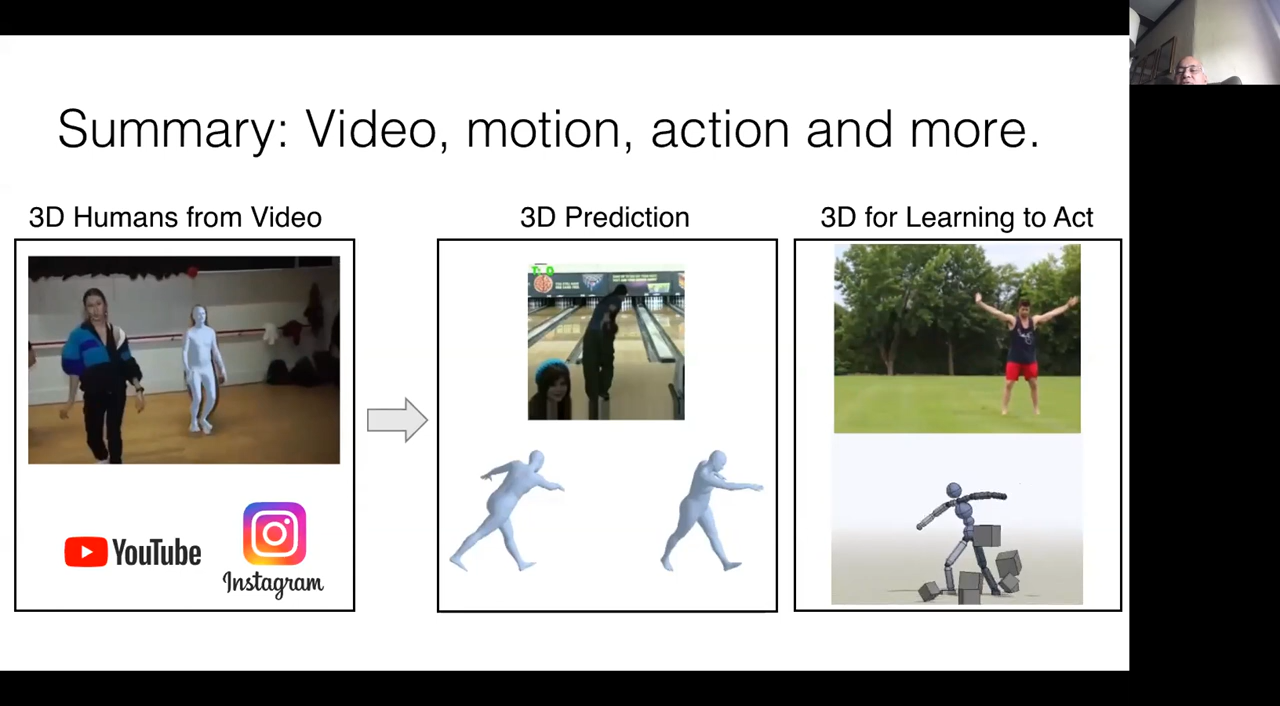 Summary: Video, motion, action and more.
3D Humans from Video
3D Prediction
3D for Learning to Act
YouTube
Instagram